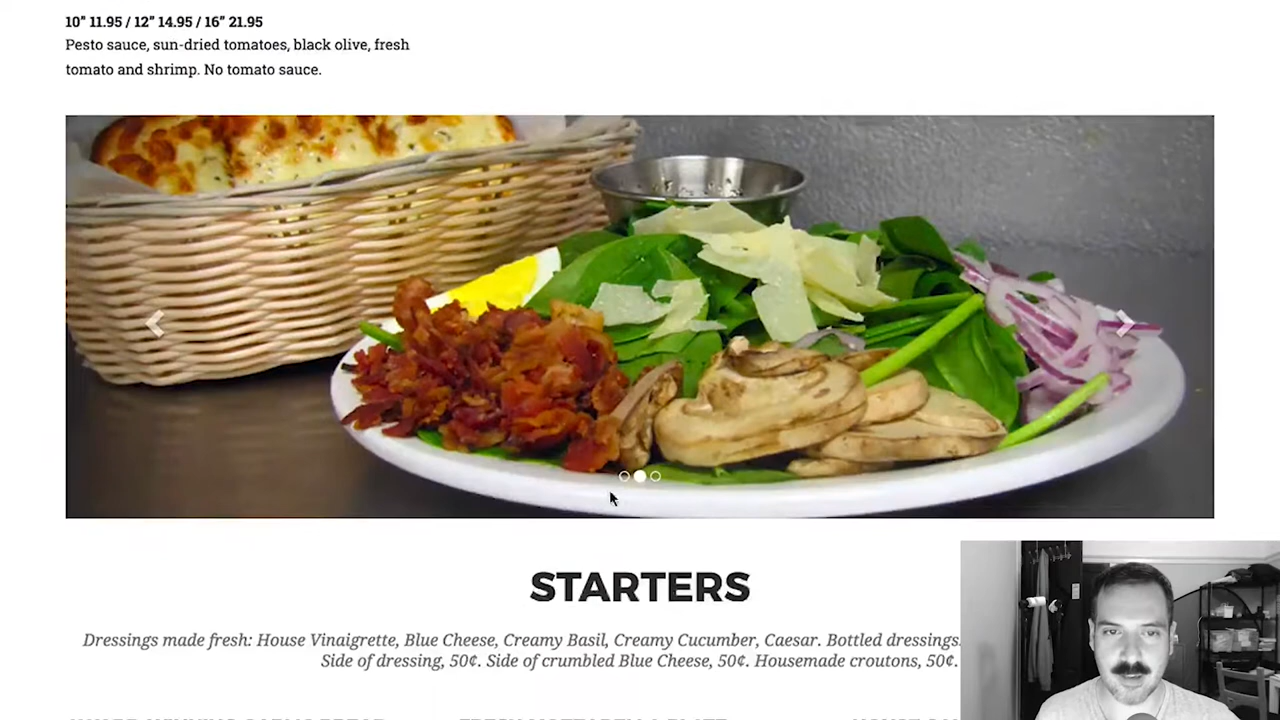 10” 11.95 / 12” 14.95 / 16” 21.95
Pesto sauce, sun-dried tomatoes, black olive, fresh
tomato and shrimp. No tomato sauce.
STARTERS
Dressings made fresh: House Vinaigrette, Blue Cheese, Creamy Basil, Creamy Cucumber, Caesar. Bottled dressings.
Side of dressing, 50¢. Side of crumbled Blue Cheese, 50¢. Housemade croutons, 50¢.